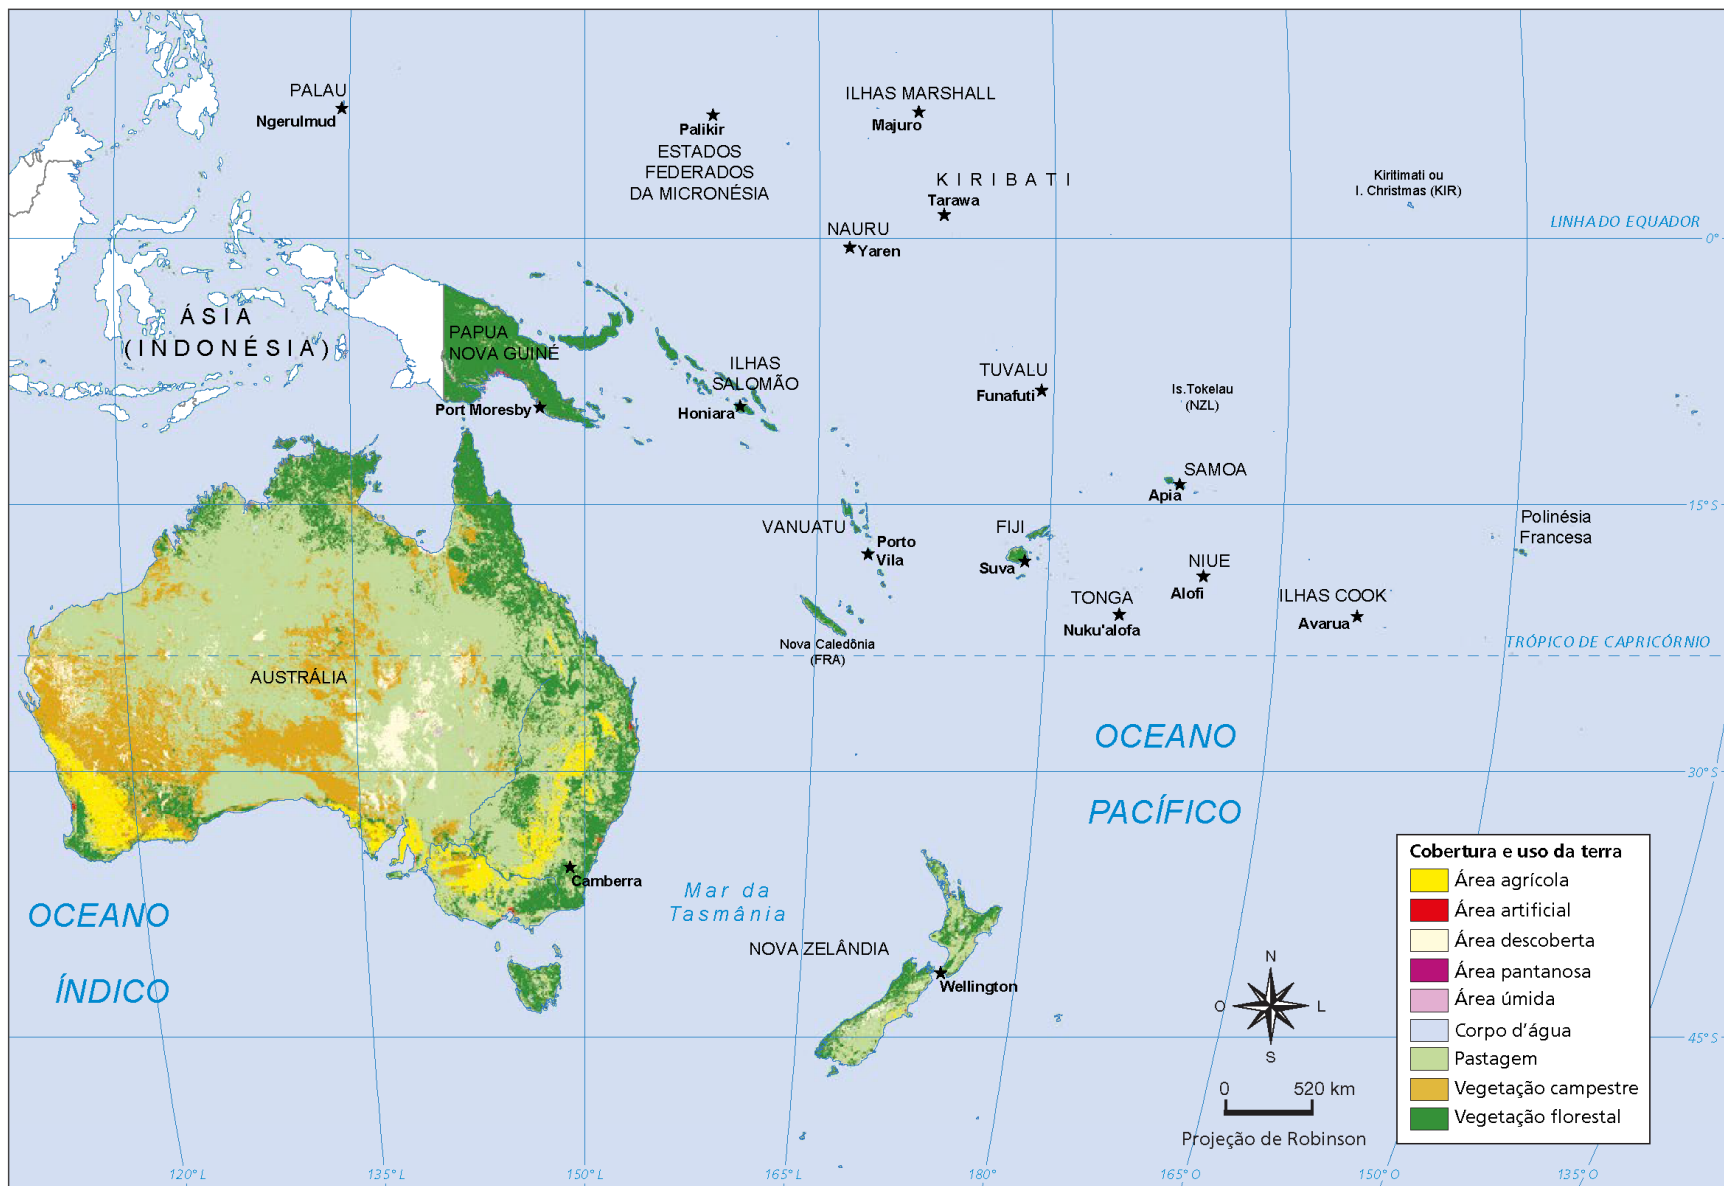 PALAU
Ngerulmud
Palikir
ESTADOS
FEDERADOS
DA MICRONÉSIA
ILHAS MARSHALL
Majuro
KIRIBATI
Tarawa
Kiritimati ou
I. Christmas (KIR)
NAURU
Yaren
LINHA DO EQUADOR
0°
ÁSIA
(INDONÉSIA)
PAPUA
NOVA GUINÉ
Port Moresby
ILHAS
SALOMÃO
Honiara
TUVALU
Funafuti
Is.Tokelau
(NZL)
SAMOA
Apia
15°S
VANUATU
Porto
Vila
FIJI
Suva
Polinésia
Francesa
NIUE
Alofi
TONGA
Nuku'alofa
ILHAS COOK
Avarua
Nova Caledônia
(FRA)
TRÓPICO DE CAPRICÓRNIO
AUSTRÁLIA
OCEANO
PACÍFICO
30°S
Camberra
Mar da
Tasmânia
OCEANO
ÍNDICO
NOVA ZELÂNDIA
Wellington
N
O
L
S
45°S
0 520 km
Projeção de Robinson
Cobertura e uso da terra
Área agrícola
Área artificial
Área descoberta
Área pantanosa
Área úmida
Corpo d'água
Pastagem
Vegetação campestre
Vegetação florestal
120°L 135°L 150°L 165°L 180° 165°O 150°O 135°O